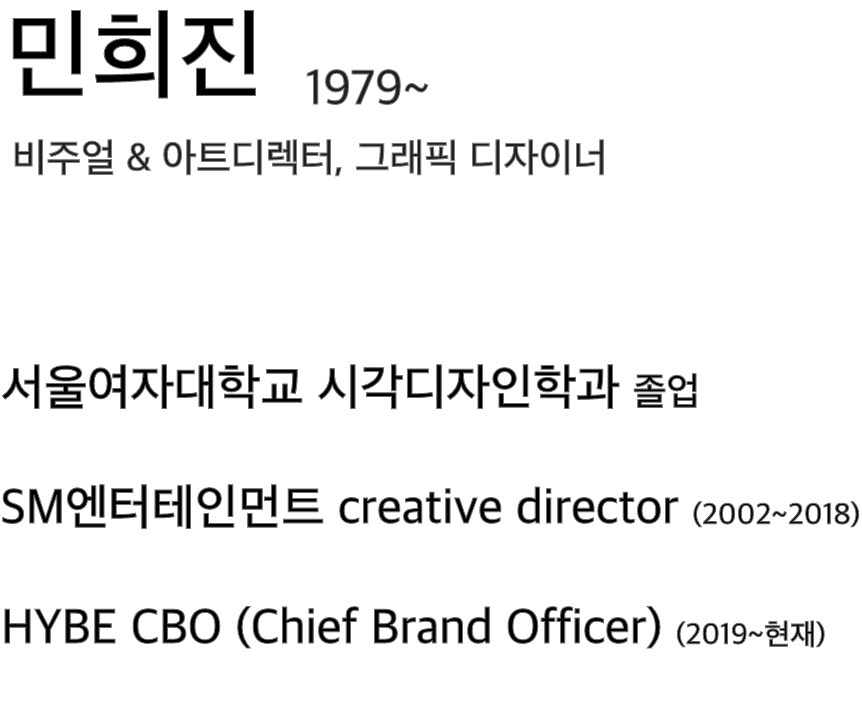 민희진 1979~
비주얼 & 아트디렉터, 그래픽 디자이너
서울여자대학교 시각디자인학과 졸업
SM엔터테인먼트 creative director (2002~2018)
HYBE CBO (Chief Brand Officer) (2019~현재)